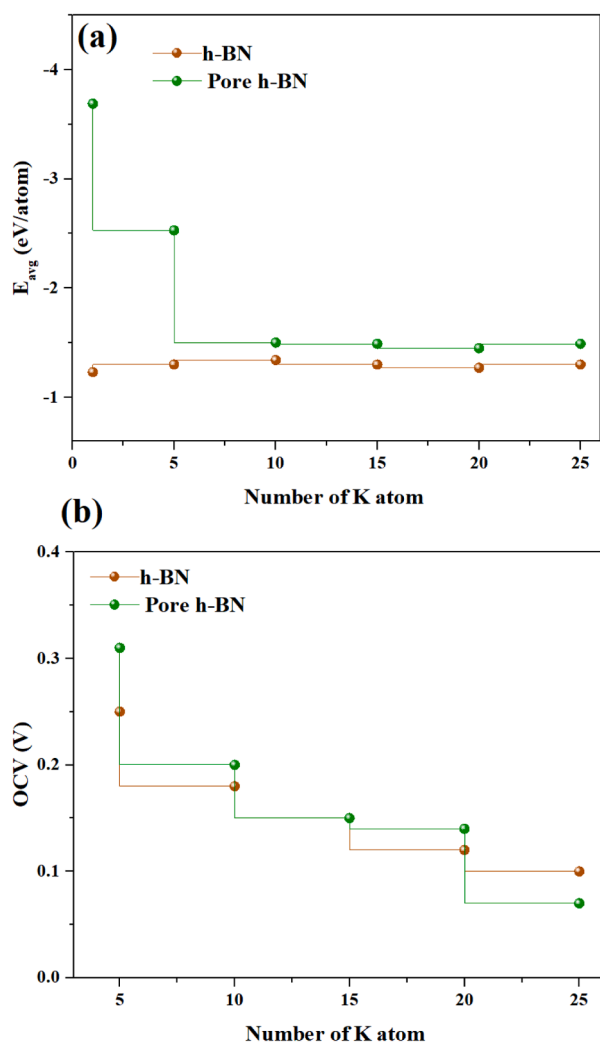 (a)
h-BN
Pore h-BN
-4
-3
-2
-1
E_avg (eV/atom)
0 5 10 15 20 25
Number of K atom
(b)
h-BN
Pore h-BN
0.4
0.3
0.2
0.1
0.0
OCV (V)
5 10 15 20 25
Number of K atom